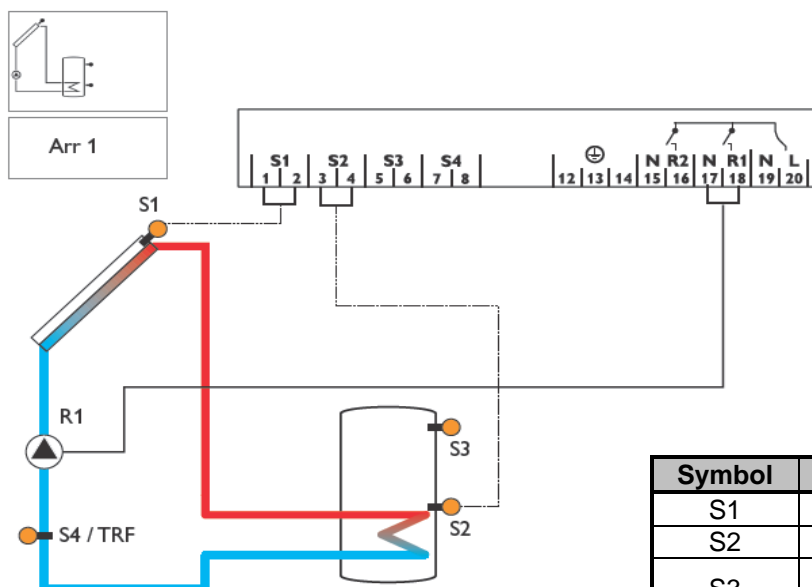 Arr 1
S1 S2 S3 S4 N R2 N R1 N L
1 2 3 4 5 6 7 8 12 13 14 15 16 17 18 19 20
S1
R1
S3
S2
S4 / TRF
Symbol
S1
S2
S3